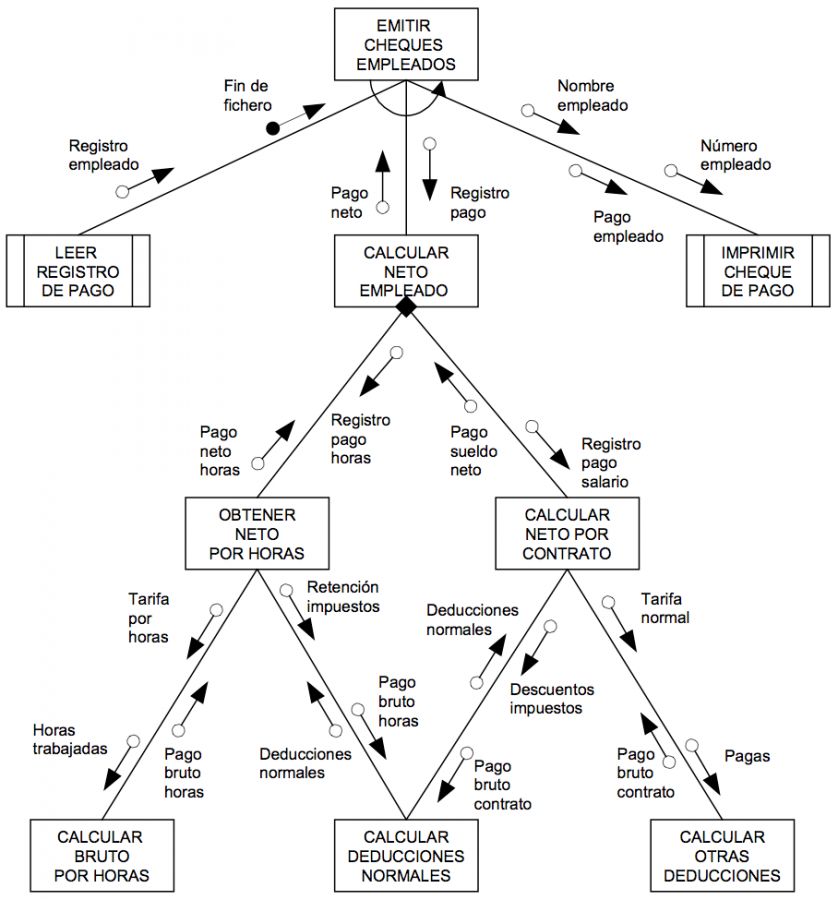 EMITIR
CHEQUES
EMPLEADOS
Fin de
fichero
Nombre
empleado
Registro
empleado
Número
empleado
Pago
neto
Registro
pago
Pago
empleado
LEER
REGISTRO
DE PAGO
CALCULAR
NETO
EMPLEADO
IMPRIMIR
CHEQUE
DE PAGO
Pago
neto
horas
Registro
pago
horas
Pago
sueldo
neto
Registro
pago
salario
OBTENER
NETO
POR HORAS
CALCULAR
NETO POR
CONTRATO
Tarifa
por
horas
Retención
impuestos
Deducciones
normales
Tarifa
normal
Horas
trabajadas
Pago
bruto
horas
Deducciones
normales
Pago
bruto
horas
Descuentos
impuestos
Pago
bruto
contrato
Pago
bruto
contrato
Pagas
CALCULAR
BRUTO
POR HORAS
CALCULAR
DEDUCCIONES
NORMALES
CALCULAR
OTRAS
DEDUCCIONES